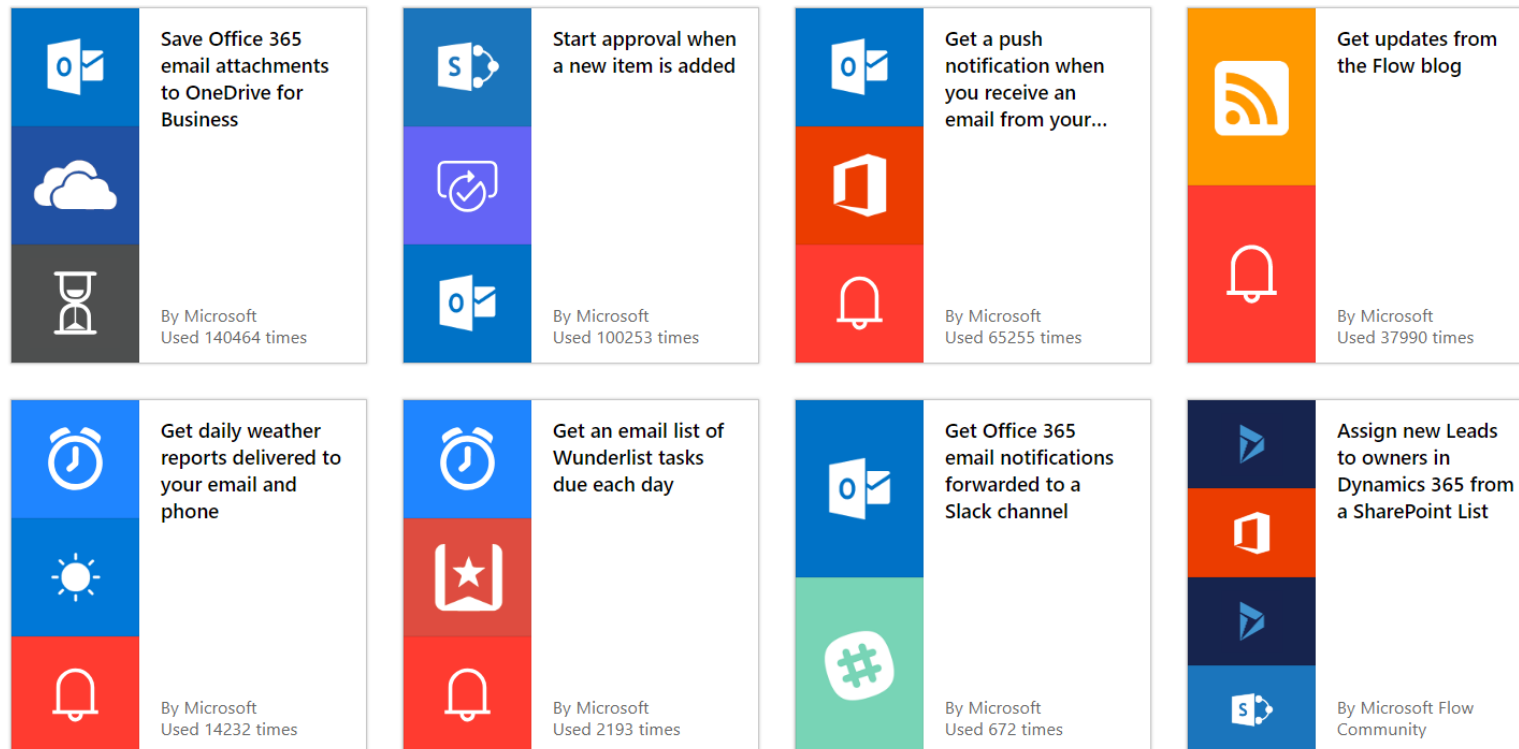 Save Office 365
email attachments
to OneDrive for
Business
By Microsoft
Used 140464 times
Start approval when
a new item is added
By Microsoft
Used 100253 times
Get a push
notification when
you receive an
email from your...
By Microsoft
Used 65255 times
Get updates from
the Flow blog
By Microsoft
Used 37990 times
Get daily weather
reports delivered to
your email and
phone
By Microsoft
Used 14232 times
Get an email list of
Wunderlist tasks
due each day
By Microsoft
Used 2193 times
Get Office 365
email notifications
forwarded to a
Slack channel
By Microsoft
Used 672 times
Assign new Leads
to owners in
Dynamics 365 from
a SharePoint List
By Microsoft Flow
Community